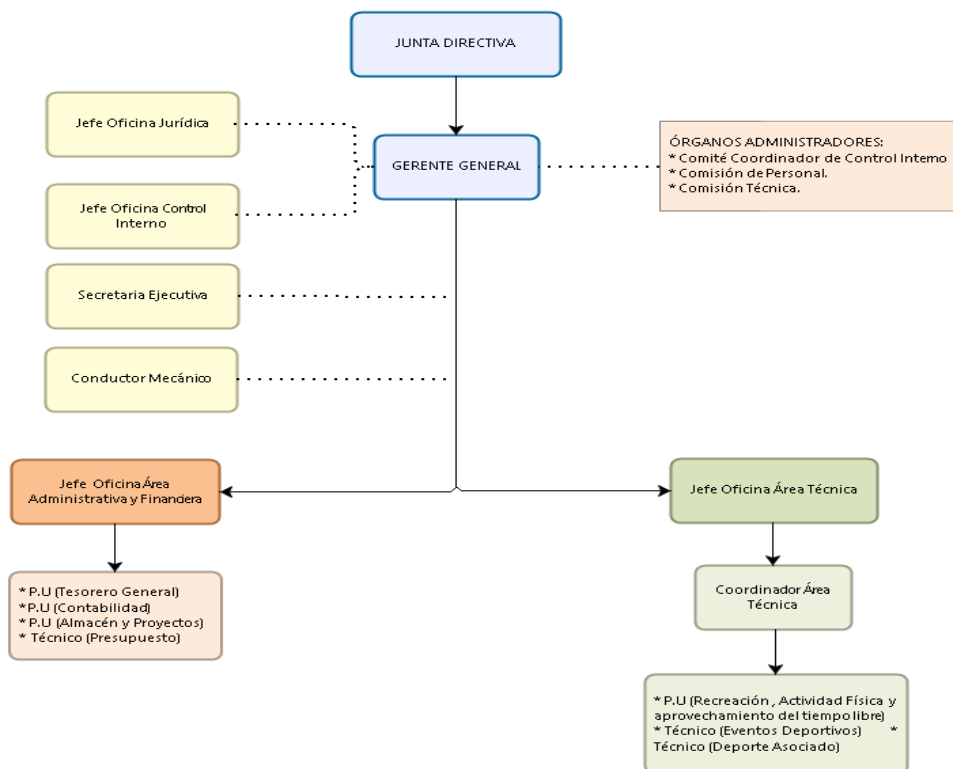 JUNTA DIRECTIVA
Jefe Oficina Jurídica
GERENTE GENERAL
ÓRGANOS ADMINISTRADORES:
* Comité Coordinador de Control Interno
* Comisión de Personal.
* Comisión Técnica.
Jefe Oficina Control
Interno
Secretaria Ejecutiva
Conductor Mecánico
Jefe Oficina Área
Administrativa y Financiera
Jefe Oficina Área Técnica
* P.U (Tesorero General)
*P.U (Contabilidad)
* P.U (Almacén y Proyectos)
* Técnico (Presupuesto)
Coordinador Área
Técnica
* P.U (Recreación , Actividad Física y
aprovechamiento del tiempo libre)
* Técnico (Eventos Deportivos) *
Técnico (Deporte Asociado)